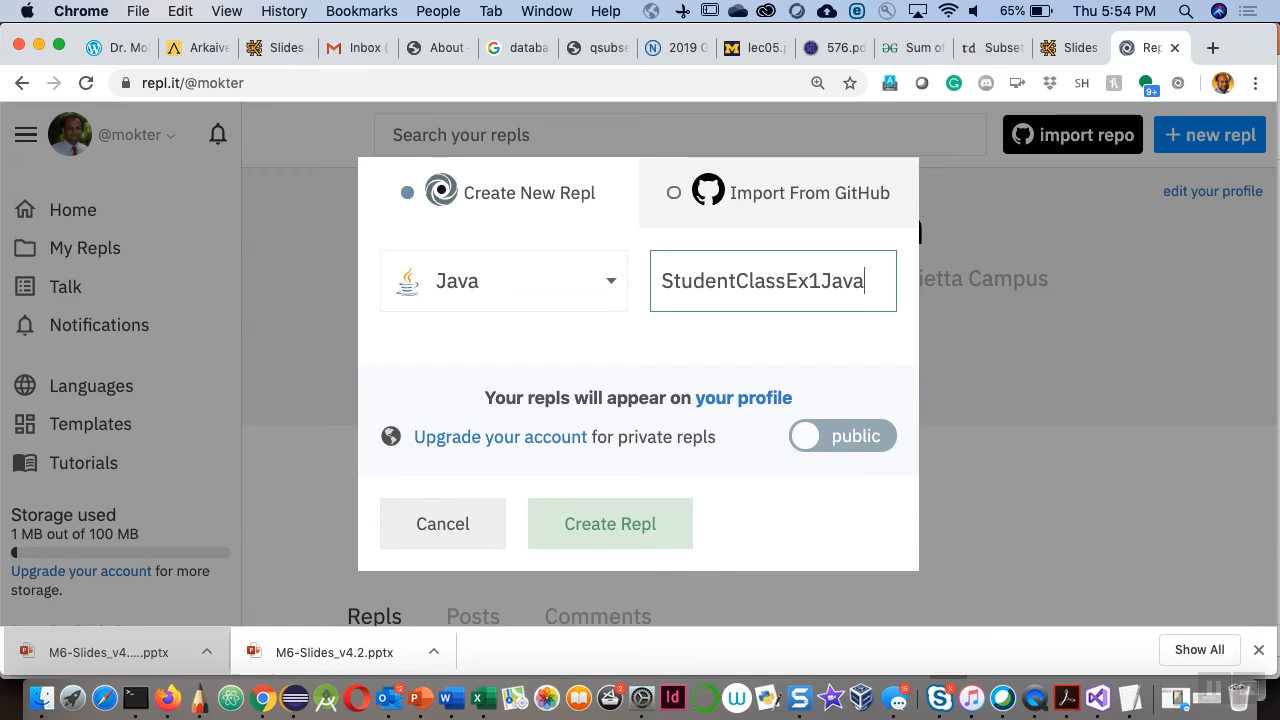 Chrome File Edit View History Bookmarks People Tab Window Help 65% Thu 5:54 PM
Dr. Mo Arkaive Slides - Gmail Inbox ( About - databa qsubse 2019 G lec05.p 576.pd Sum of td Subset Slides Rep
repl.it/@mokter
SH
9+
@mokter
Search your repls
import repo
+ new repl
Create New Repl
Import From GitHub
edit your profile
Home
My Repls
Talk
Notifications
Java
StudentClassEx1Java
ietta Campus
Languages
Templates
Tutorials
Your repls will appear on your profile
Upgrade your account for private repls
public
Storage used
1 MB out of 100 MB
Upgrade your account for more
storage.
Cancel
Create Repl
Repls
Posts
Comments
M6-Slides_v4.....pptx
M6-Slides_v4.2.pptx
Show All